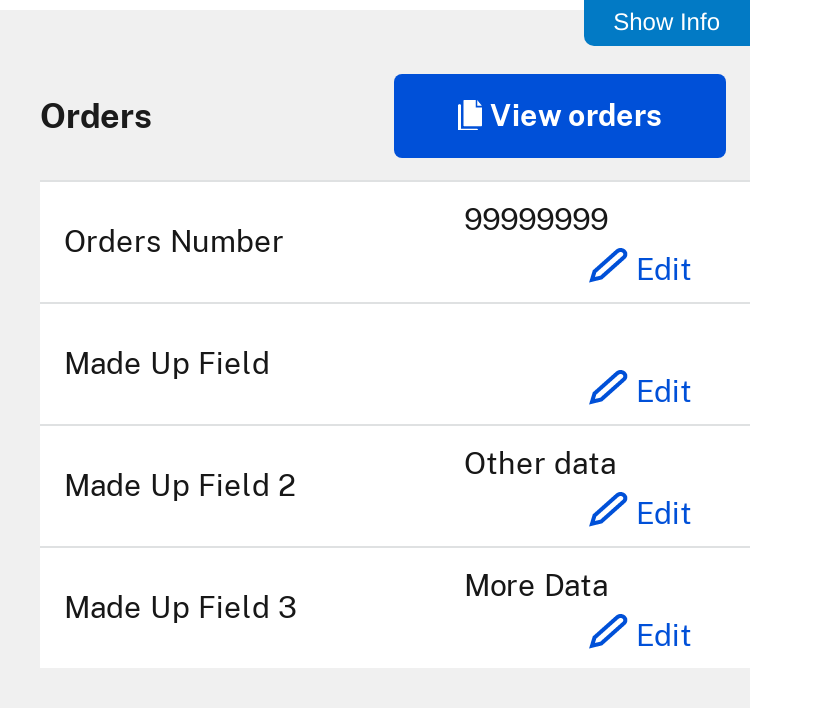 Show Info
Orders
View orders
Orders Number
99999999
Edit
Made Up Field
Edit
Made Up Field 2
Other data
Edit
Made Up Field 3
More Data
Edit